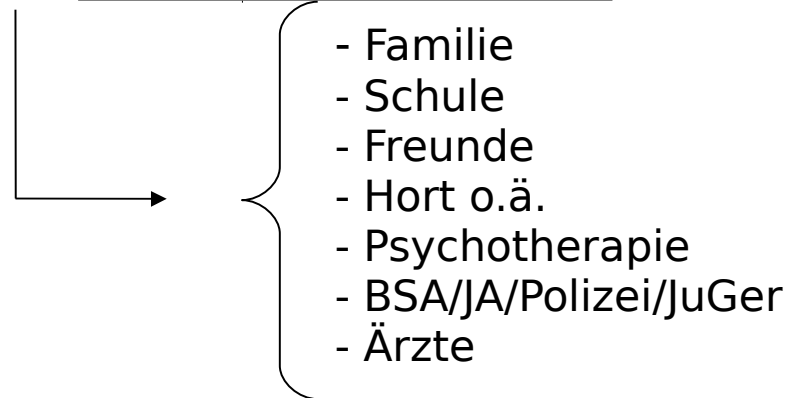 - Familie
- Schule
- Freunde
- Hort o.ä.
- Psychotherapie
- BSA/JA/Polizei/JuGer
- Ärzte